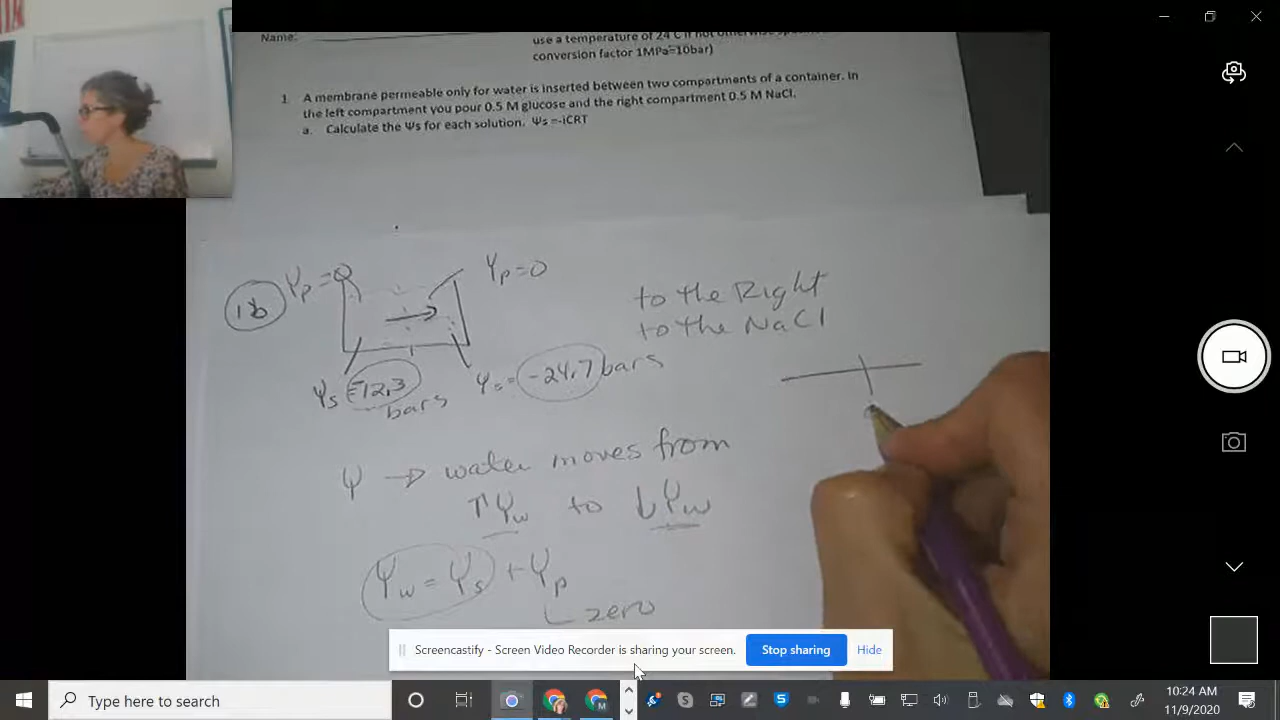 Name:
use a temperature of 24 C if not otherwise
conversion factor 1MPa=10bar)
1. A membrane permeable only for water is inserted between two compartments of a container. In
the left compartment you pour 0.5 M glucose and the right compartment 0.5 M NaCl.
a. Calculate the Ψs for each solution. Ψs =-iCRT
1b
Ψp=0
Ψp=0
to the Right
to the NaCl
Ψs = -12,3
bars
Ψs = -24,7 bars
Ψ → water moves from
↑Ψw to ↓Ψw
Ψw = Ψs + Ψp
zero
Screencastify - Screen Video Recorder is sharing your screen.
Stop sharing
Hide
Type here to search
10:24 AM
11/9/2020